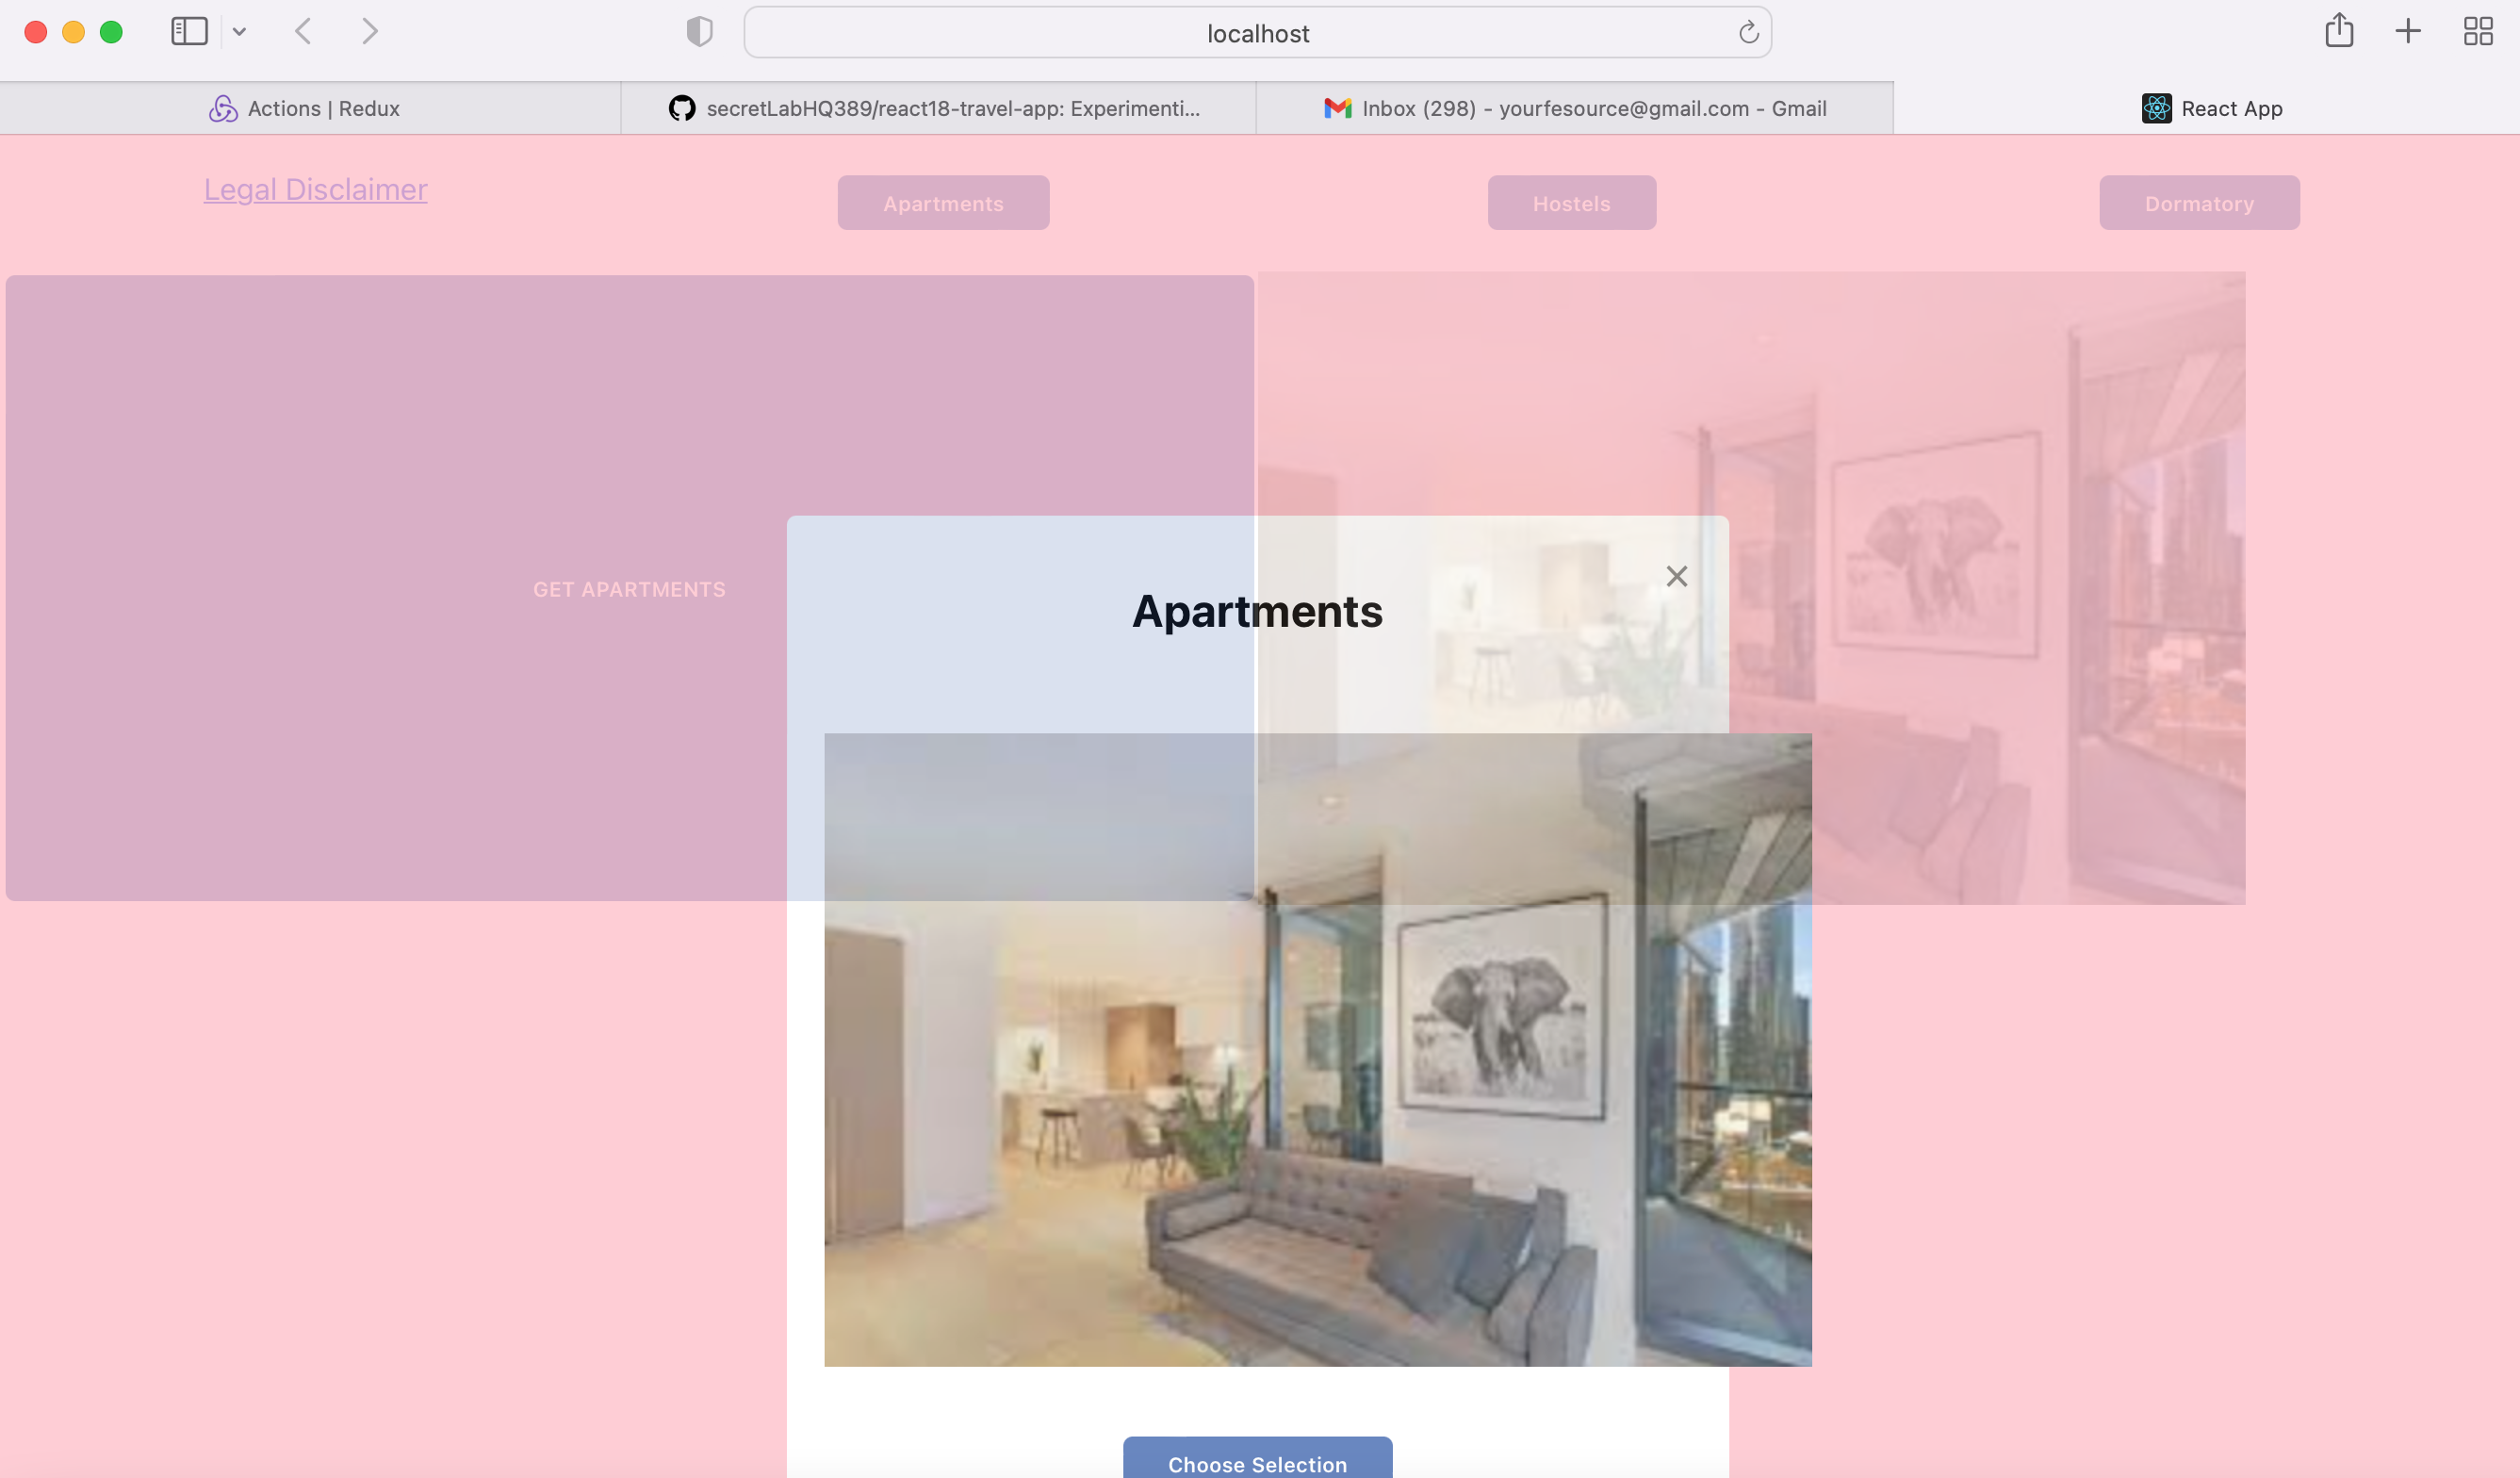 localhost
Actions | Redux
secretLabHQ389/react18-travel-app: Experimenti...
Inbox (298) - yourfesource@gmail.com - Gmail
React App
Legal Disclaimer
Apartments
Hostels
Dormatory
GET APARTMENTS
Apartments
Choose Selection